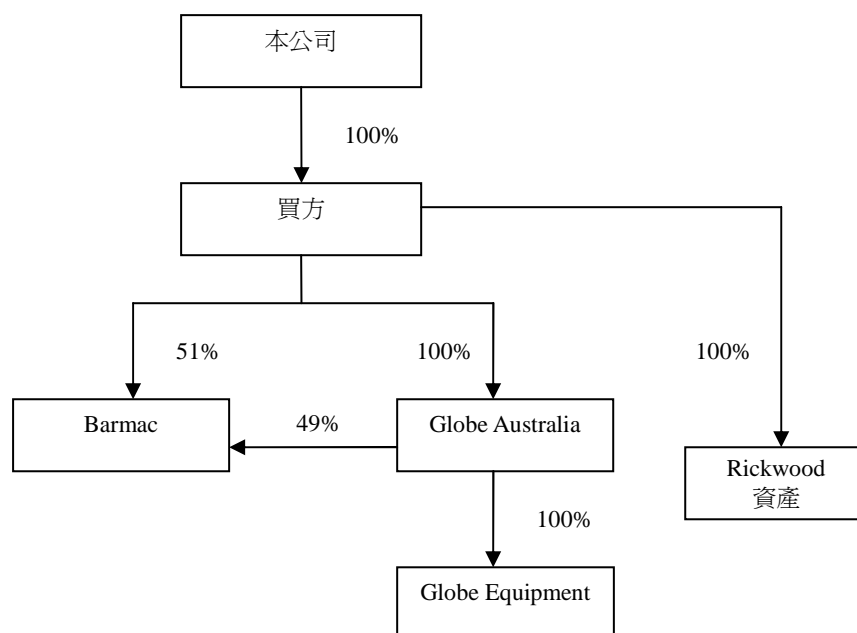 本公司
100%
買方
51%
100%
100%
Barmac
49%
Globe Australia
Rickwood
資產
100%
Globe Equipment